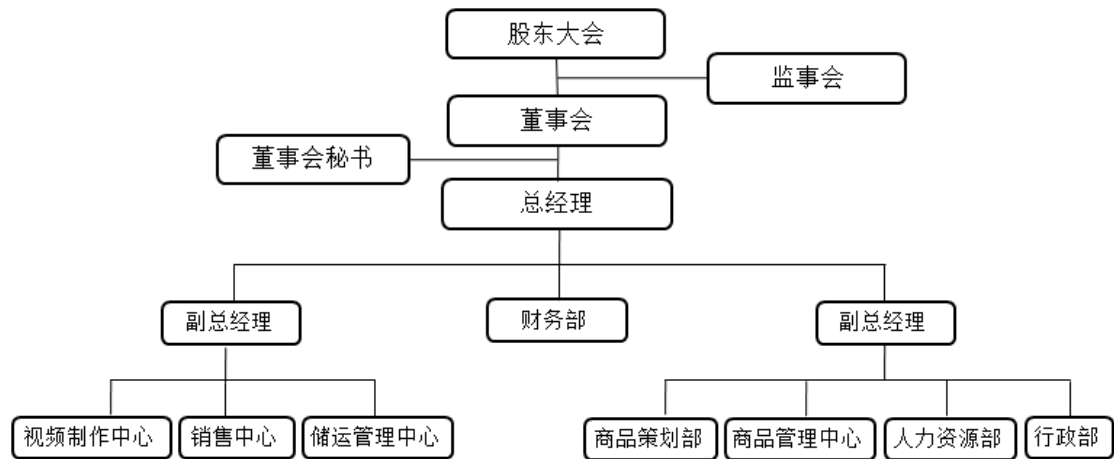 股东大会
监事会
董事会
董事会秘书
总经理
副总经理
财务部
副总经理
视频制作中心
销售中心
储运管理中心
商品策划部
商品管理中心
人力资源部
行政部